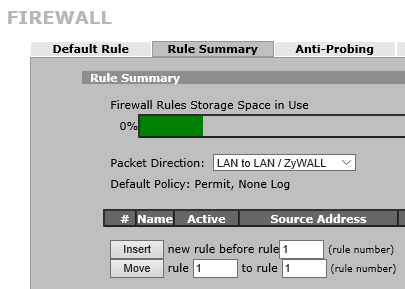 FIREWALL
Default Rule Rule Summary Anti-Probing
Rule Summary
Firewall Rules Storage Space in Use
0%
Packet Direction: LAN to LAN / ZyWALL
Default Policy: Permit, None Log
# Name Active Source Address
Insert new rule before rule 1 (rule number)
Move rule 1 to rule 1 (rule number)